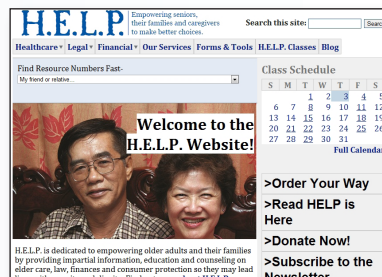 H.E.L.P.
Empowering seniors,
their families and caregivers
to make better choices.
Search this site:
Healthcare Legal Financial Our Services Forms & Tools H.E.L.P. Classes Blog
Find Resource Numbers Fast-
My friend or relative...
Welcome to the
H.E.L.P. Website!
H.E.L.P. is dedicated to empowering older adults and their families
by providing impartial information, education and counseling on
elder care, law, finances and consumer protection so they may lead
Class Schedule
S M T W T F S
1 2 3 4 5
6 7 8 9 10 11 12
13 14 15 16 17 18 19
20 21 22 23 24 25 26
27 28 29 30 31
Full Calendar
>Order Your Way
>Read HELP is
Here
>Donate Now!
>Subscribe to the
Newsletter